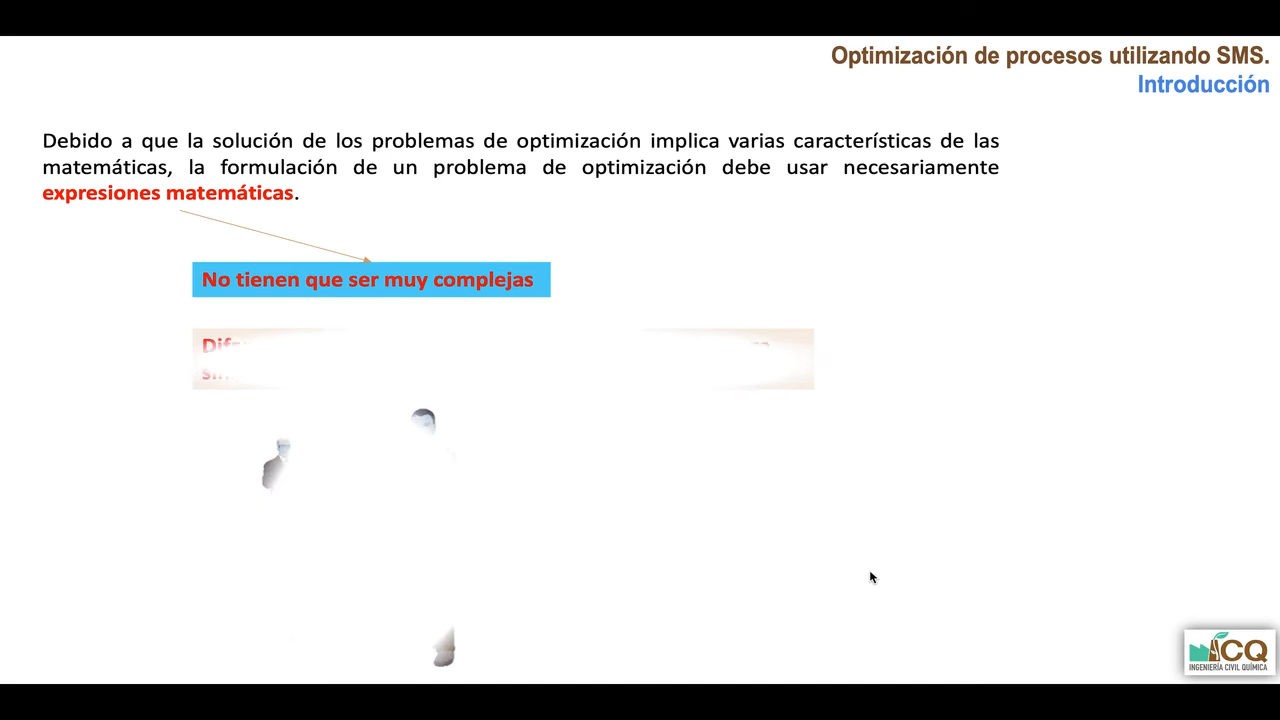 Optimización de procesos utilizando SMS.
Introducción
Debido a que la solución de los problemas de optimización implica varias características de las
matemáticas, la formulación de un problema de optimización debe usar necesariamente
expresiones matemáticas.
No tienen que ser muy complejas
ICQ
INGENIERÍA CIVIL QUÍMICA